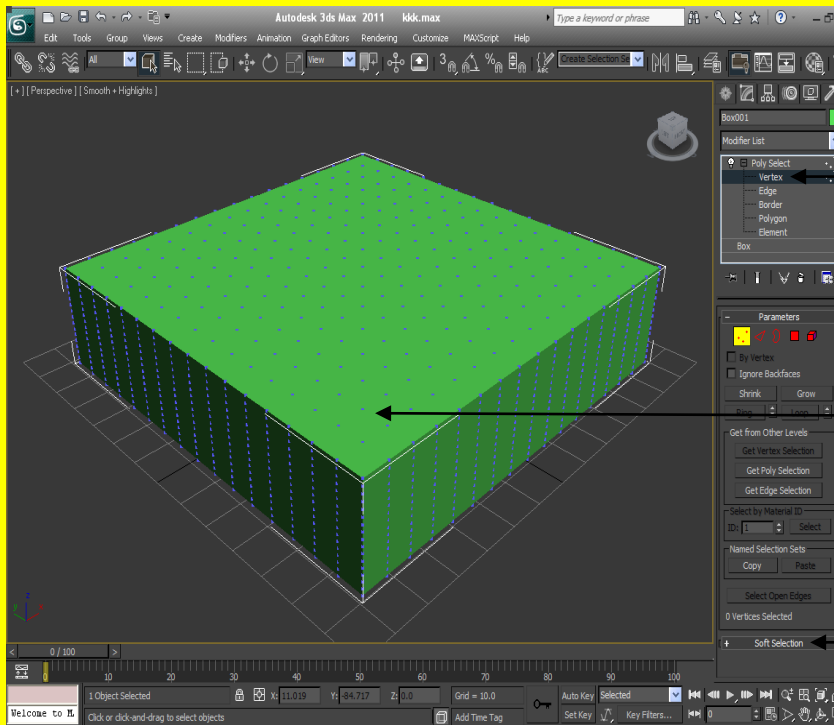 Autodesk 3ds Max 2011 kkk.max
Type a keyword or phrase
Edit Tools Group Views Create Modifiers Animation Graph Editors Rendering Customize MAXScript Help
All
View
3
%
Create Selection Se
ABC
[ + ] [ Perspective ] [ Smooth + Highlights ]
Box001
Modifier List
Poly Select
Vertex
Edge
Border
Polygon
Element
Box
- Parameters
By Vertex
Ignore Backfaces
Shrink Grow
Ring Loop
Get from Other Levels
Get Vertex Selection
Get Poly Selection
Get Edge Selection
Select by Material ID
ID: 1 Select
Named Selection Sets
Copy Paste
Select Open Edges
0 Vertices Selected
+ Soft Selection
z
y
x
< 0 / 100 >
0 10 20 30 40 50 60 70 80 90 100
1 Object Selected X: 11.019 Y: -84.717 Z: 0.0 Grid = 10.0 Auto Key Selected
Welcome to M. Click or click-and-drag to select objects Add Time Tag Set Key Key Filters... 0